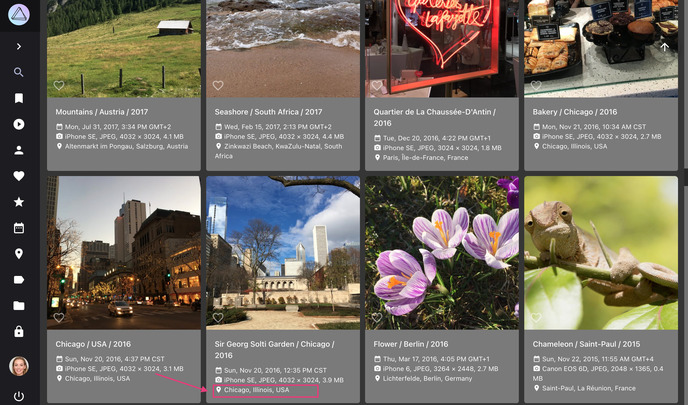 Galeries
Lafayette
Mountains / Austria / 2017
Mon, Jul 31, 2017, 3:34 PM GMT+2
iPhone SE, JPEG, 4032 × 3024, 4.1 MB
Altenmarkt im Pongau, Salzburg, Austria
Seashore / South Africa / 2017
Wed, Feb 15, 2017, 2:13 PM GMT+2
iPhone SE, JPEG, 4032 × 3024, 4.4 MB
Zinkwazi Beach, KwaZulu-Natal, South
Africa
Quartier de La Chaussée-D'Antin /
2016
Tue, Dec 20, 2016, 4:22 PM GMT+1
iPhone SE, JPEG, 3024 × 3024, 1.8 MB
Paris, Île-de-France, France
Bakery / Chicago / 2016
Mon, Nov 21, 2016, 10:34 AM CST
iPhone SE, JPEG, 4032 × 3024, 2.7 MB
Chicago, Illinois, USA
Chicago / USA / 2016
Sun, Nov 20, 2016, 4:37 PM CST
iPhone SE, JPEG, 4032 × 3024, 3.1 MB
Chicago, Illinois, USA
Sir Georg Solti Garden / Chicago /
2016
Sun, Nov 20, 2016, 12:35 PM CST
iPhone SE, JPEG, 4032 × 3024, 3.9 MB
Chicago, Illinois, USA
Flower / Berlin / 2016
Thu, Mar 17, 2016, 4:05 PM GMT+1
iPhone 6, JPEG, 3264 × 2448, 2.7 MB
Lichterfelde, Berlin, Germany
Chameleon / Saint-Paul / 2015
Sun, Nov 22, 2015, 11:55 AM GMT+4
Canon EOS 6D, JPEG, 2048 × 1365, 0.4
MB
Saint-Paul, La Réunion, France